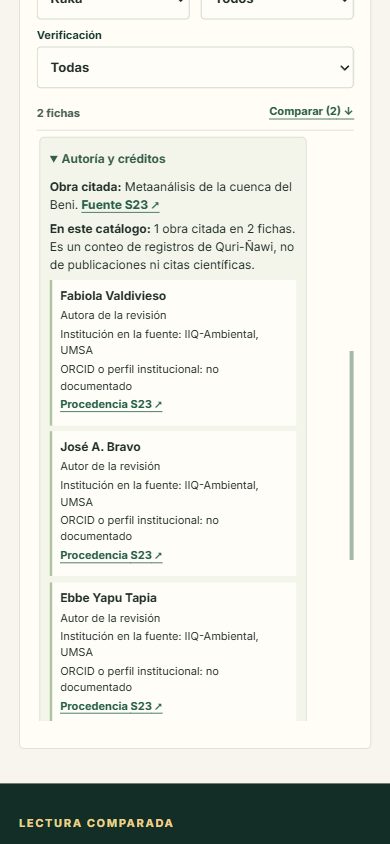 Verificación
Todas
2 fichas
Comparar (2) ↓
▼ Autoría y créditos
Obra citada: Metaanálisis de la cuenca del
Beni. Fuente S23 ↗
En este catálogo: 1 obra citada en 2 fichas.
Es un conteo de registros de Quri-Ñawi, no
de publicaciones ni citas científicas.
Fabiola Valdivieso
Autora de la revisión
Institución en la fuente: IIQ-Ambiental,
UMSA
ORCID o perfil institucional: no
documentado
Procedencia S23 ↗
José A. Bravo
Autor de la revisión
Institución en la fuente: IIQ-Ambiental,
UMSA
ORCID o perfil institucional: no
documentado
Procedencia S23 ↗
Ebbe Yapu Tapia
Autor de la revisión
Institución en la fuente: IIQ-Ambiental,
UMSA
ORCID o perfil institucional: no
documentado
Procedencia S23 ↗
LECTURA COMPARADA